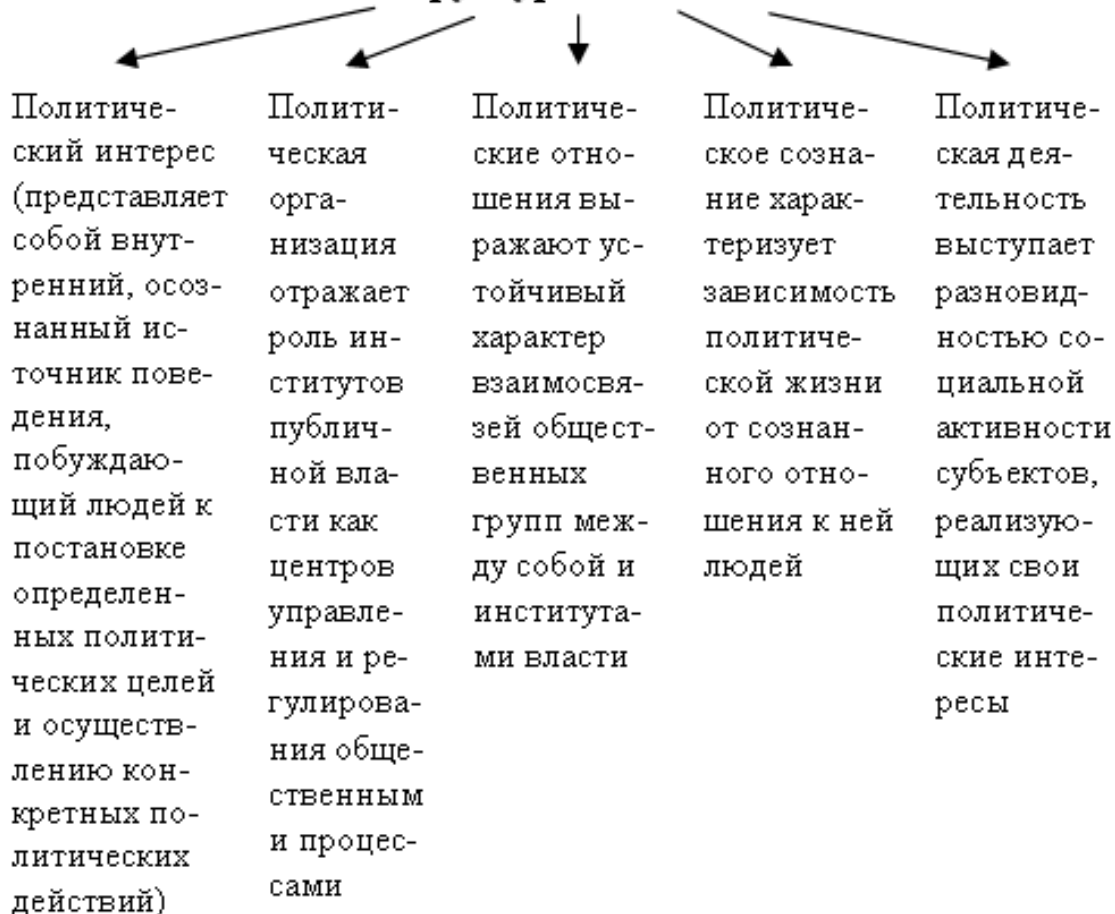 Политиче-
ский интерес
(представляет
собой внут-
ренний, осоз-
нанный ис-
точник пове-
дения,
побуждаю-
щий людей к
постановке
определен-
ных полити-
ческих целей
и осуществ-
лению кон-
кретных по-
литических
действий)
Полити-
ческая
орга-
низация
отражает
роль ин-
ститутов
публич-
ной вла-
сти как
центров
управле-
ния и ре-
гулирова-
ния обще-
ственным
и процес-
сами
Политиче-
ские отно-
шения вы-
ражают ус-
тойчивый
характер
взаимосвя-
зей общест-
венных
групп меж-
ду собой и
института-
ми власти
Политиче-
ское созна-
ние харак-
теризует
зависимость
политиче-
ской жизни
от сознан-
ного отно-
шения к ней
людей
Политиче-
ская дея-
тельность
выступает
разновид-
ностью со-
циальной
активности
субъектов,
реализую-
щих свои
политиче-
ские инте-
ресы